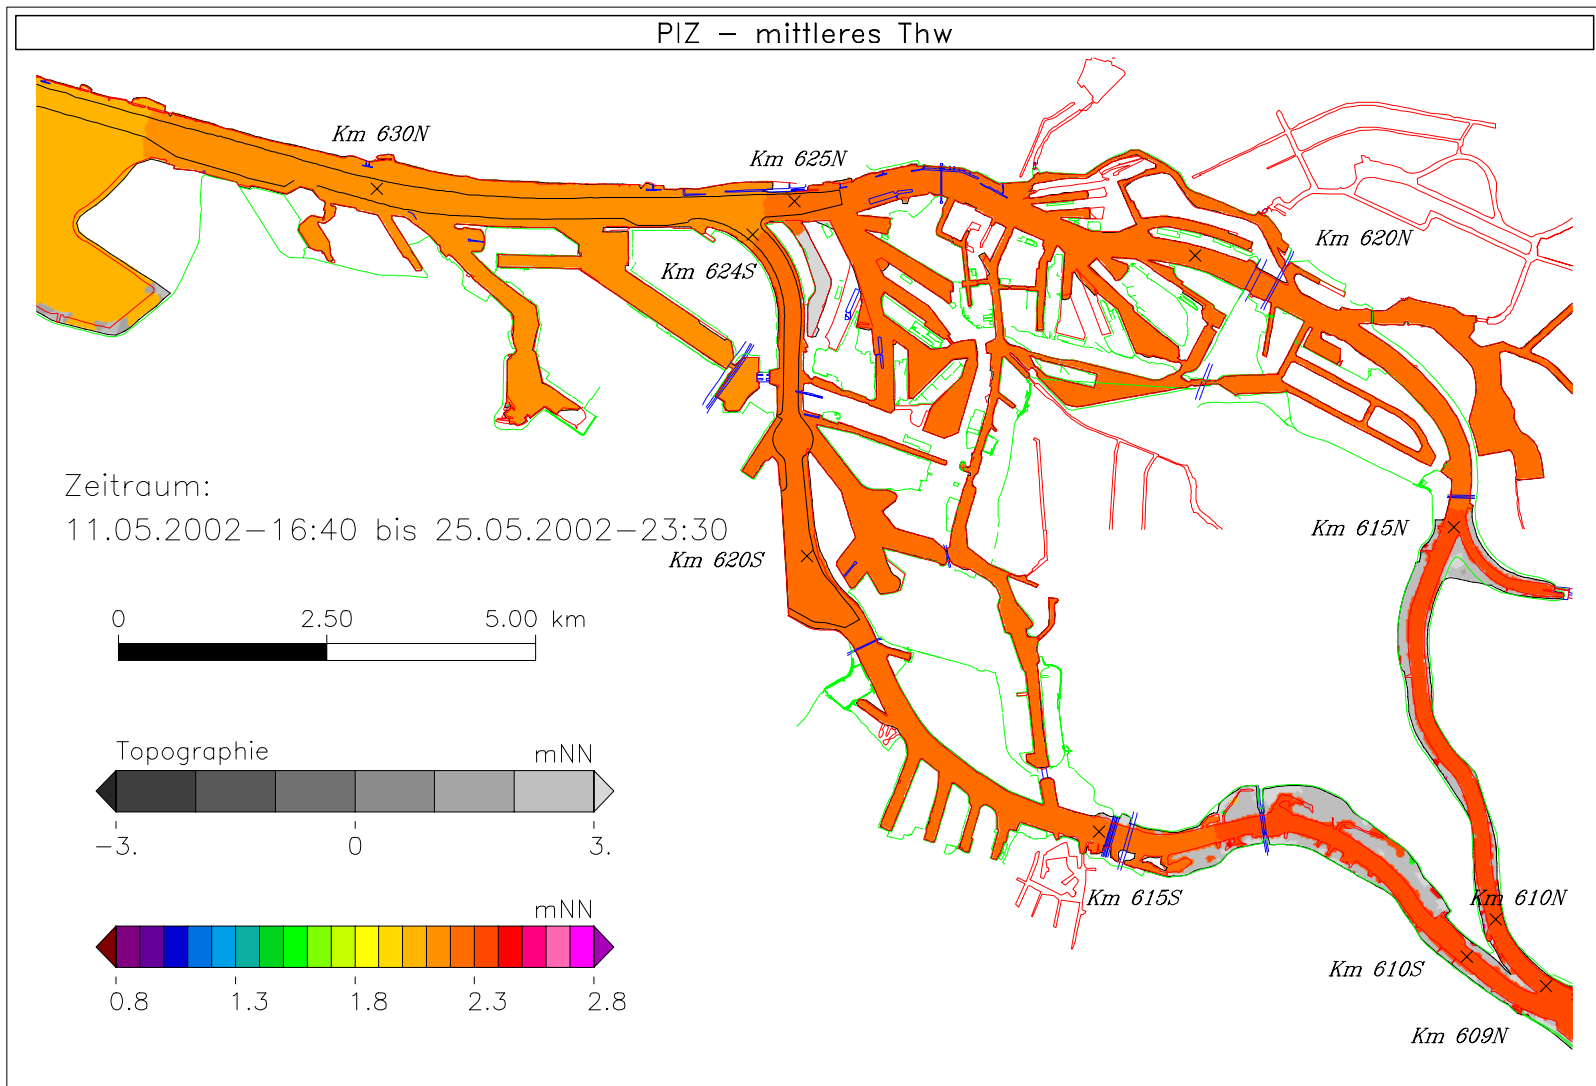 PIZ – mittleres Thw
Km 630N
Km 625N
Km 620N
Km 624S
Zeitraum:
11.05.2002–16:40 bis 25.05.2002–23:30
Km 615N
Km 620S
0 2.50 5.00 km
Topographie mNN
–3. 0 3.
Km 615S
Km 610N
mNN
Km 610S
0.8 1.3 1.8 2.3 2.8
Km 609N